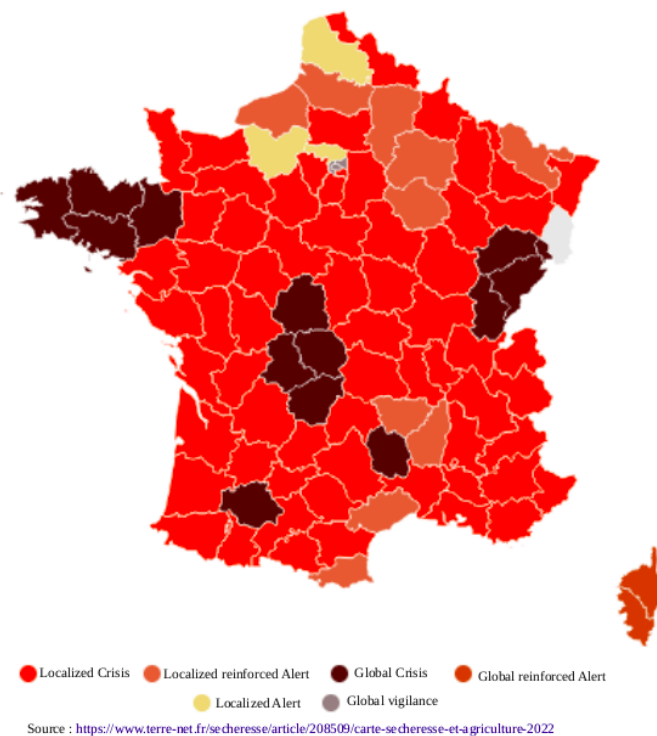 Localized Crisis Localized reinforced Alert Global Crisis Global reinforced Alert
Localized Alert Global vigilance
Source : https://www.terre-net.fr/secheresse/article/208509/carte-secheresse-et-agriculture-2022